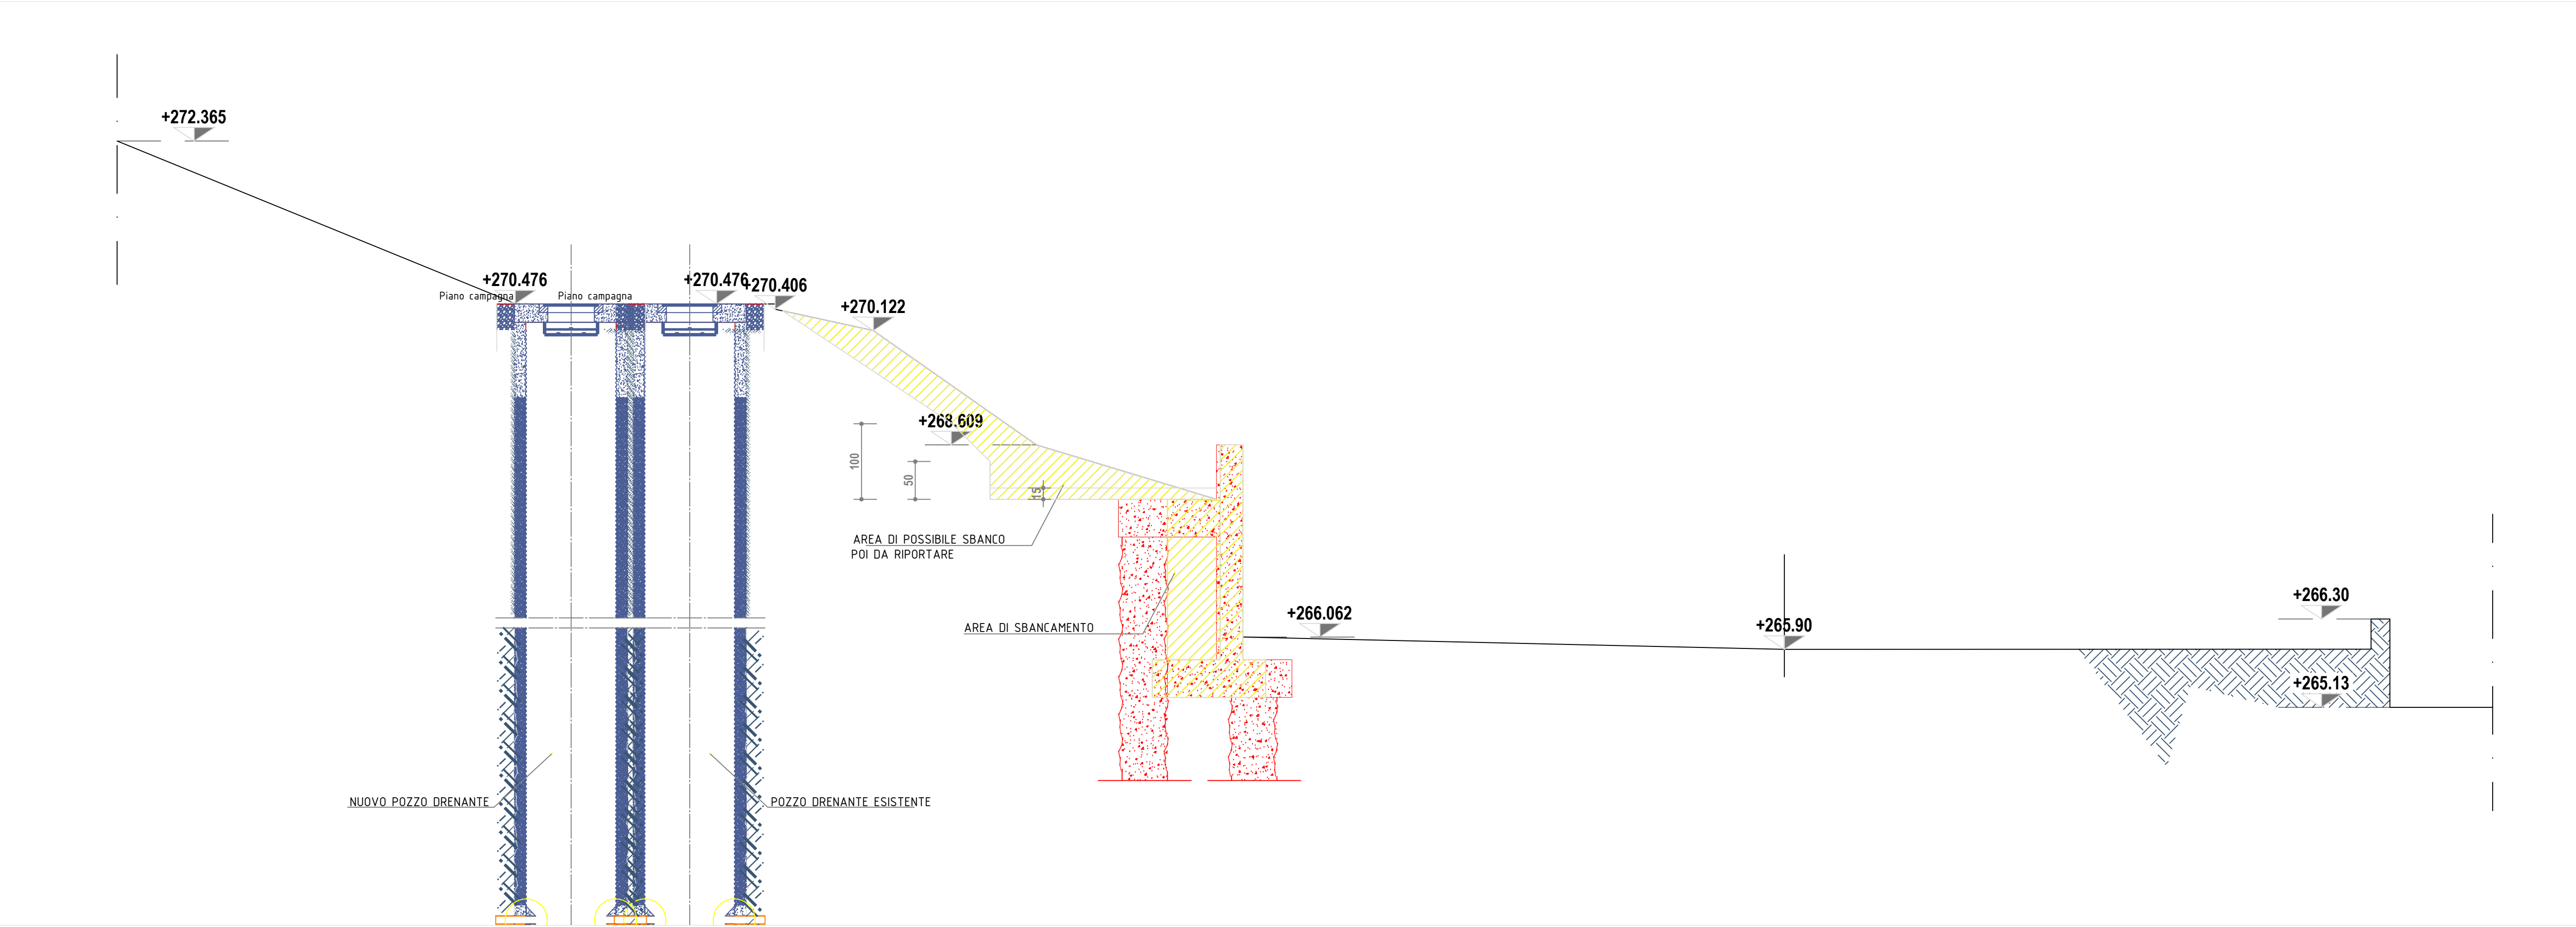 +272.365
+270.476
+270.476
+270.406
Piano campagna
Piano campagna
+270.122
+268.609
100
50
15
AREA DI POSSIBILE SBANCO
POI DA RIPORTARE
AREA DI SBANCAMENTO
+266.062
+265.90
+266.30
+265.13
NUOVO POZZO DRENANTE
POZZO DRENANTE ESISTENTE